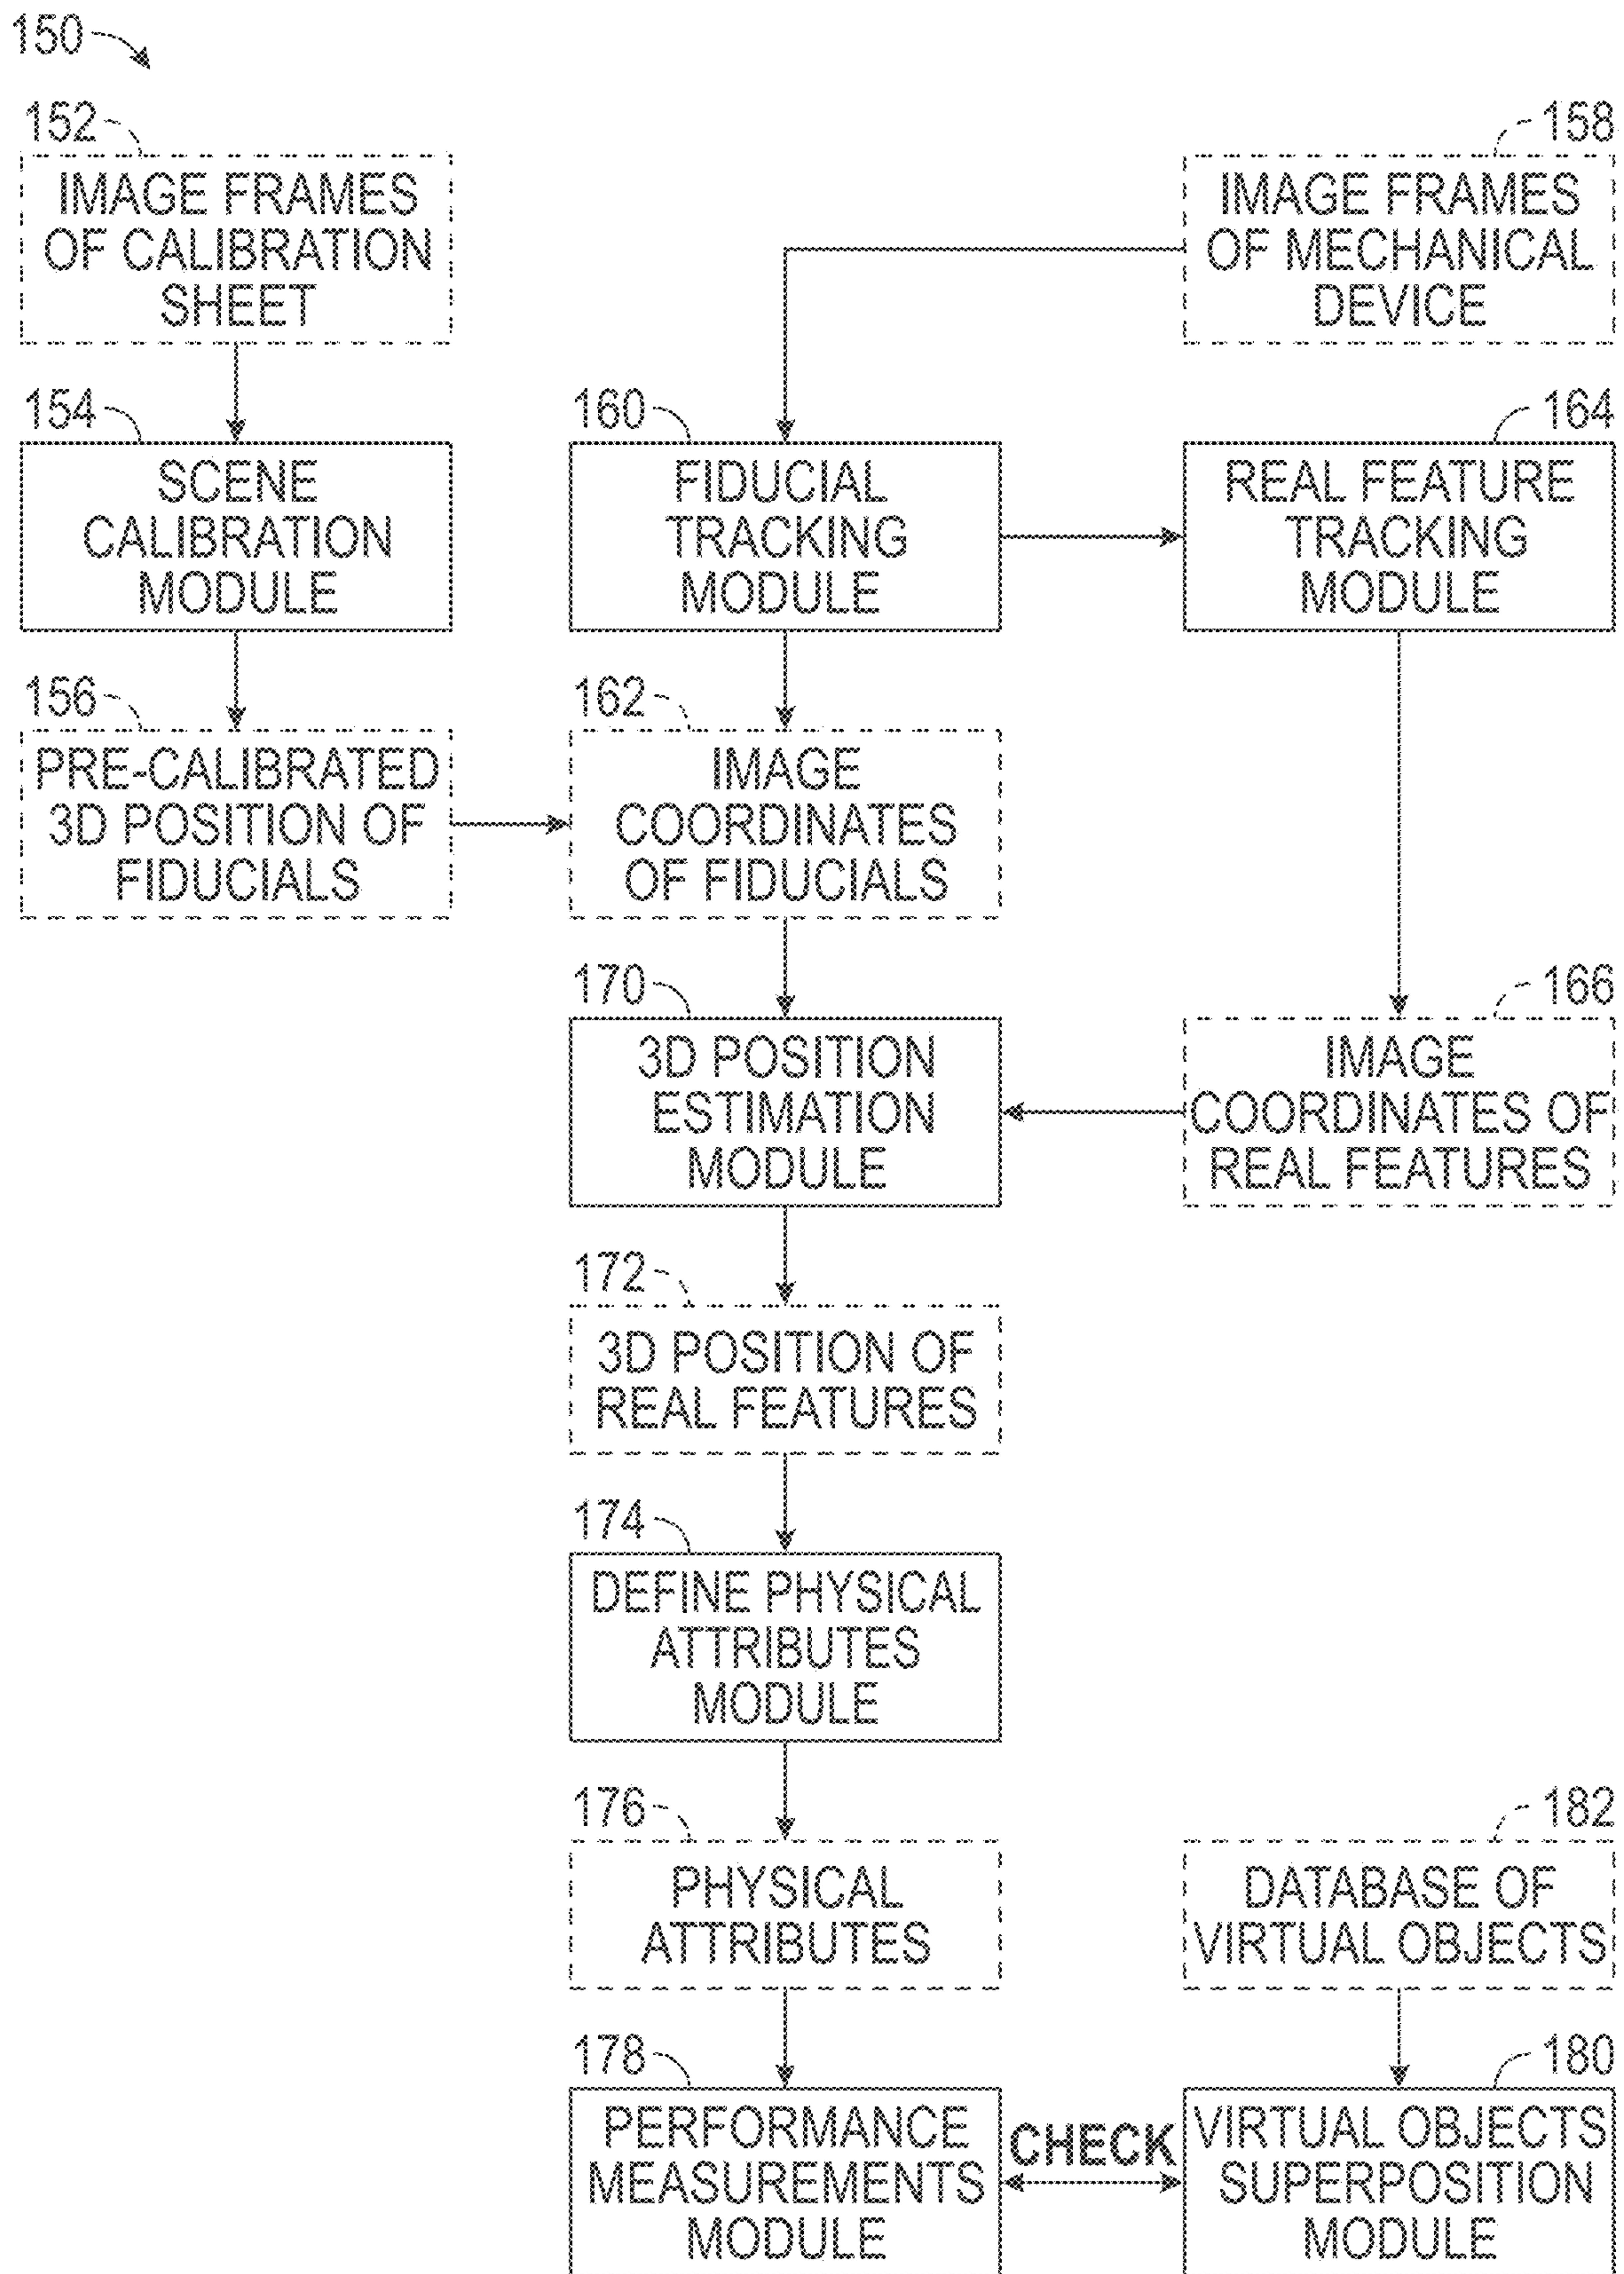 150
152
IMAGE FRAMES
OF CALIBRATION
SHEET
158
IMAGE FRAMES
OF MECHANICAL
DEVICE
154
SCENE
CALIBRATION
MODULE
160
FIDUCIAL
TRACKING
MODULE
164
REAL FEATURE
TRACKING
MODULE
156
PRE-CALIBRATED
3D POSITION OF
FIDUCIALS
162
IMAGE
COORDINATES
OF FIDUCIALS
170
3D POSITION
ESTIMATION
MODULE
166
IMAGE
COORDINATES OF
REAL FEATURES
172
3D POSITION OF
REAL FEATURES
174
DEFINE PHYSICAL
ATTRIBUTES
MODULE
176
PHYSICAL
ATTRIBUTES
182
DATABASE OF
VIRTUAL OBJECTS
178
PERFORMANCE
MEASUREMENTS
MODULE
CHECK
180
VIRTUAL OBJECTS
SUPERPOSITION
MODULE